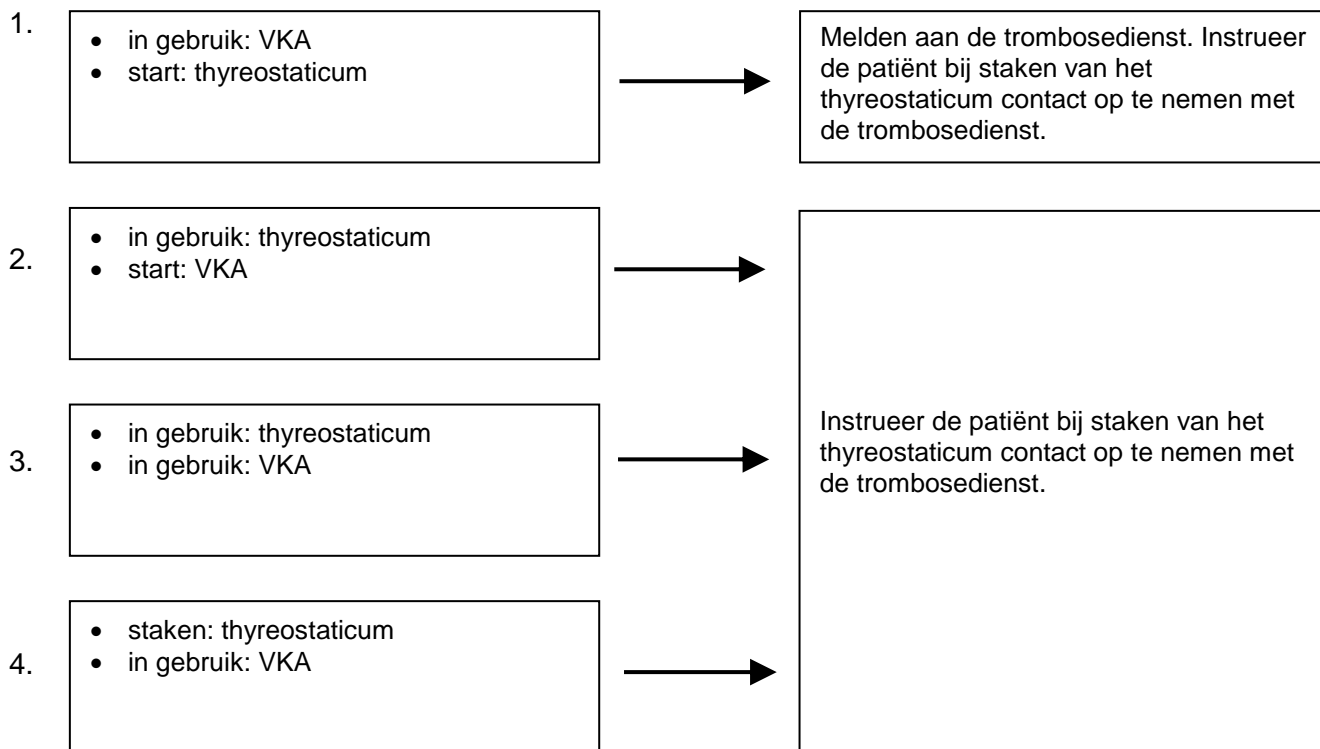 1.
• in gebruik: VKA
• start: thyreostaticum
Melden aan de trombosedienst. Instrueer
de patiënt bij staken van het
thyreostaticum contact op te nemen met
de trombosedienst.
2.
• in gebruik: thyreostaticum
• start: VKA
3.
• in gebruik: thyreostaticum
• in gebruik: VKA
4.
• staken: thyreostaticum
• in gebruik: VKA
Instrueer de patiënt bij staken van het
thyreostaticum contact op te nemen met
de trombosedienst.